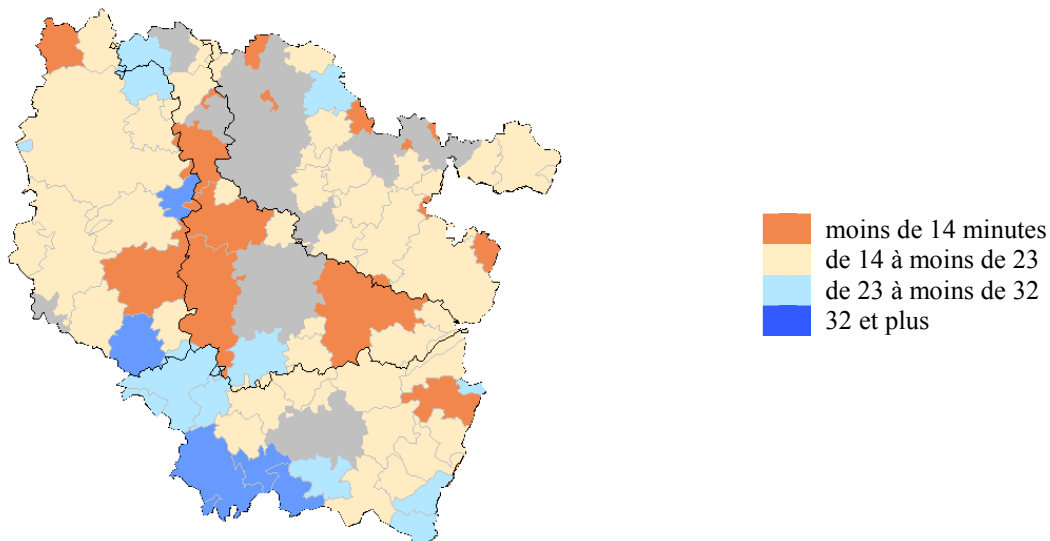 moins de 14 minutes
de 14 à moins de 23
de 23 à moins de 32
32 et plus